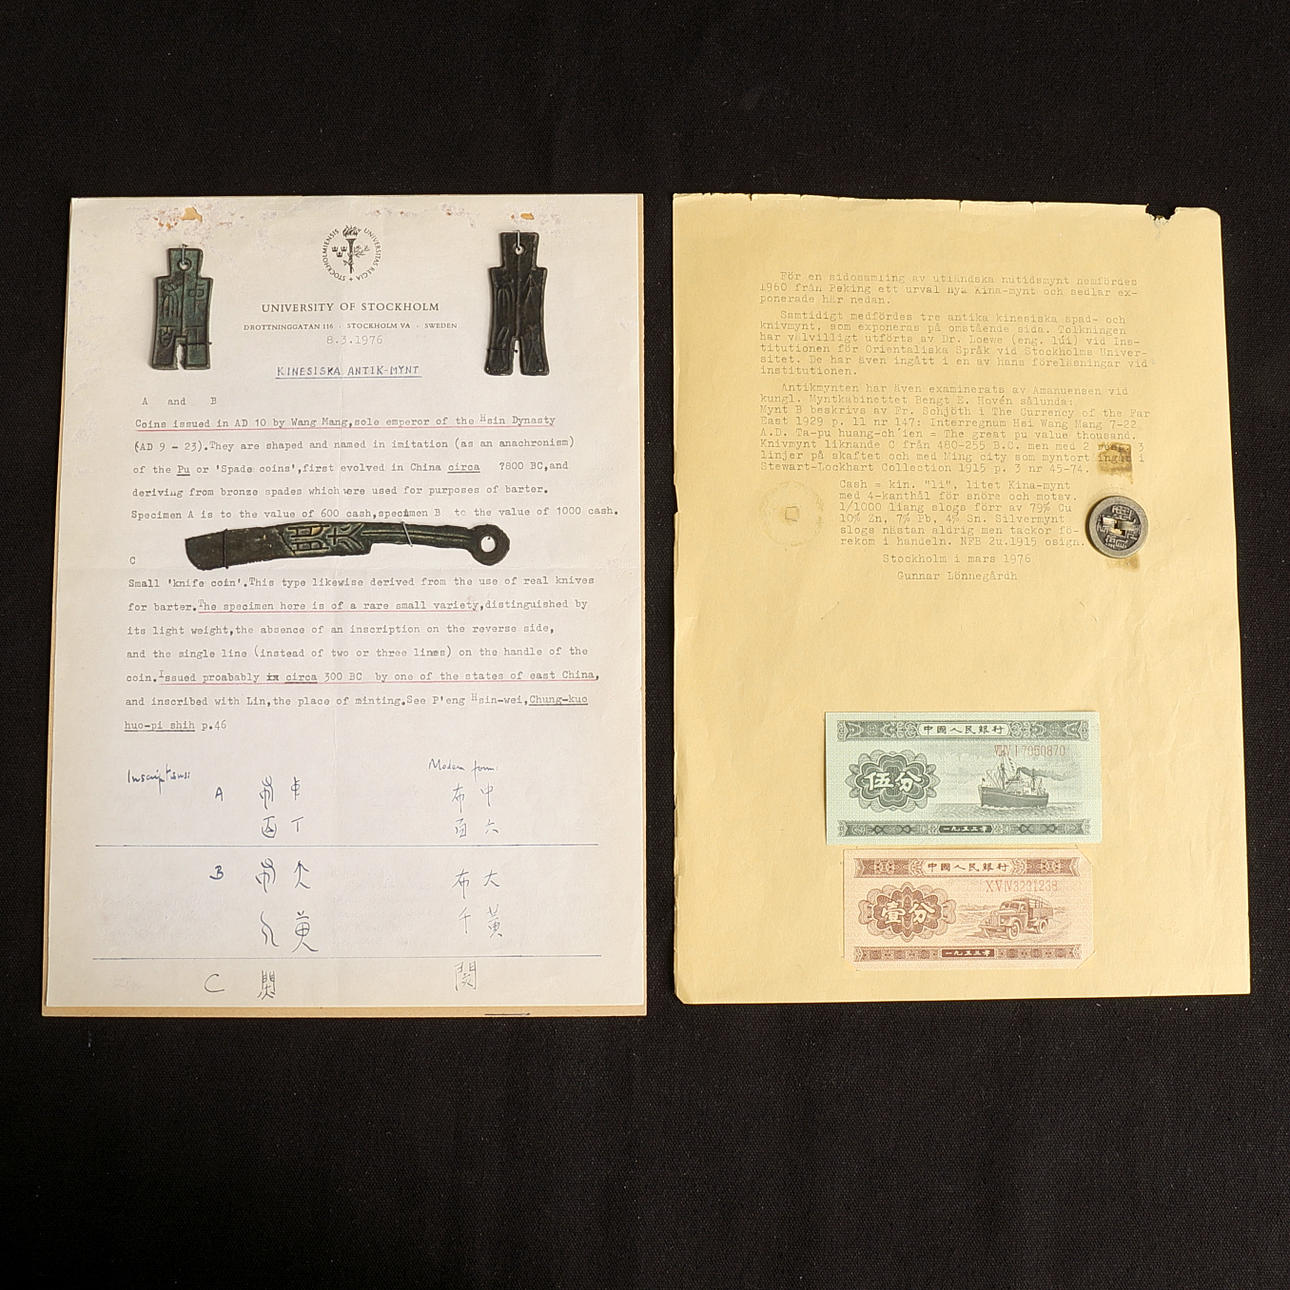 STOCKHOLMIENSIS UNIVERSITAS REGIA
UNIVERSITY OF STOCKHOLM
DROTTNINGGATAN 116 · STOCKHOLM VA · SWEDEN
8.3.1976
KINESISKA ANTIK-MYNT
A and B
Coins issued in AD 10 by Wang Mang,sole emperor of the Hsin Dynasty
(AD 9 - 23).They are shaped and named in imitation (as an anachronism)
of the Pu or 'Spade coins',first evolved in China circa ?800 BC,and
deriving from bronze spades which were used for purposes of barter.
Specimen A is to the value of 600 cash,specimen B to the value of 1000 cash.
C
Small 'knife coin'.This type likewise derived from the use of real knives
for barter.The specimen here is of a rare small variety,distinguished by
its light weight,the absence of an inscription on the reverse side,
and the single line (instead of two or three lines) on the handle of the
coin.Issued proabably in circa 300 BC by one of the states of east China,
and inscribed with Lin,the place of minting.See P'eng Hsin-wei,Chung-kuo
huo-pi shih p.46
Inscriptions Modern form
A 布 中
六
B 布 大
千 黃
C
För en sidosamling av utländska nutidsmynt hemfördes
1960 från Peking ett urval nya Kina-mynt och sedlar ex-
ponerade här nedan.
Samtidigt medfördes tre antika kinesiska spad- och
knivmynt, som exponeras på omstående sida. Tolkningen
har välvilligt utförts av Dr. Loewe (eng. lúi) vid Ins-
titutionen för Orientaliska Språk vid Stockholms Univer-
sitet. De har även ingått i en av hans föreläsningar vid
institutionen.
Antikmynten har även examinerats av Amanuensen vid
kungl. Myntkabinettet Bengt E. Hovén sålunda:
Mynt B beskrivs av Fr. Schjöth i The Currency of the Far
East 1929 p. 11 nr 147: Interregnum Hsi Wang Mang 7-22
A.D. Ta-pu huang-ch'ien = The great pu value thousand.
Knivmynt liknande C från 480-255 B.C. men med 2 3
linjer på skaftet och med Ming city som myntort ingår i
Stewart-Lockhart Collection 1915 p. 3 nr 45-74.
Cash = kin. "li", litet Kina-mynt
med 4-kanthål för snöre och motsv.
1/1000 liang slogs förr av 79% Cu
10% Zn, 7% Pb, 4% Sn. Silvermynt
slogs nästan aldrig men tackor fö-
rekom i handeln. NFB 2u.1915 osign.
Stockholm i mars 1976
Gunnar Lönnegårdh
中國人民銀行
7050870
伍分
一九五三年
中國人民銀行
X V IV 3231238
壹分
一九五三年